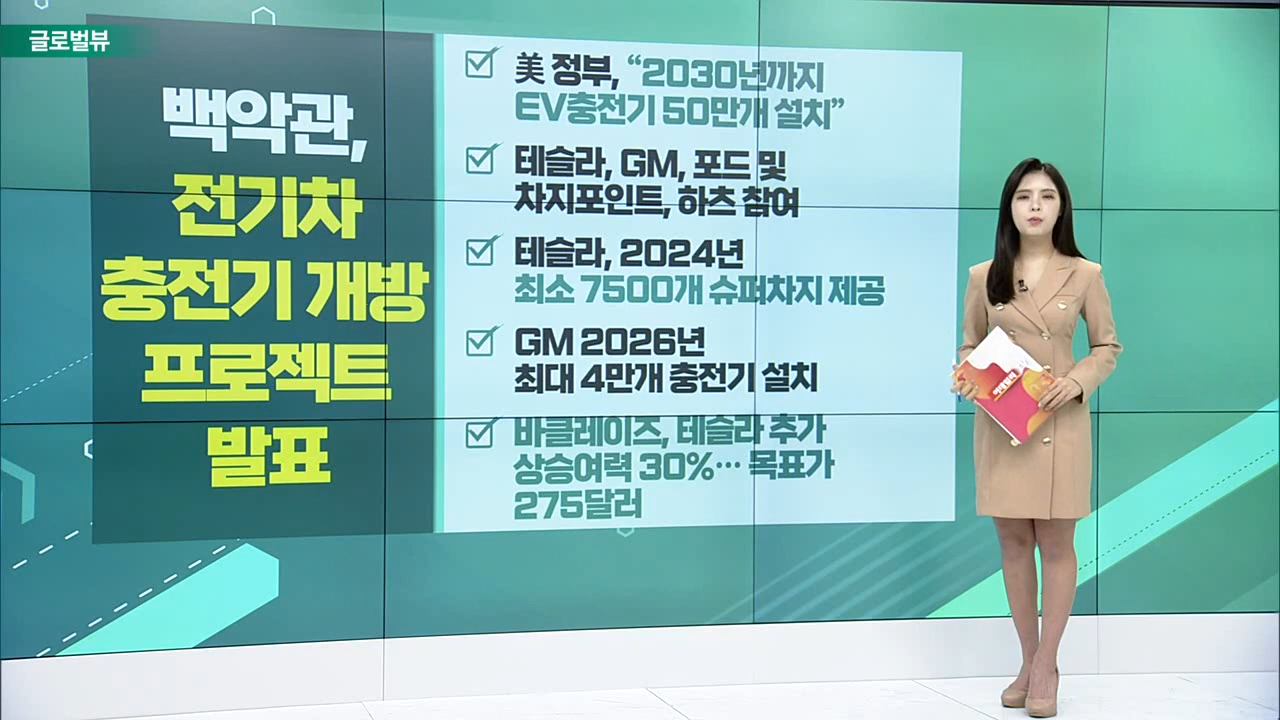 글로벌뷰
백악관,
전기차
충전기 개방
프로젝트
발표
美 정부, “2030년까지
EV충전기 50만개 설치”
테슬라, GM, 포드 및
차지포인트, 하츠 참여
테슬라, 2024년
최소 7500개 슈퍼차지 제공
GM 2026년
최대 4만개 충전기 설치
바클레이즈, 테슬라 추가
상승여력 30%… 목표가
275달러